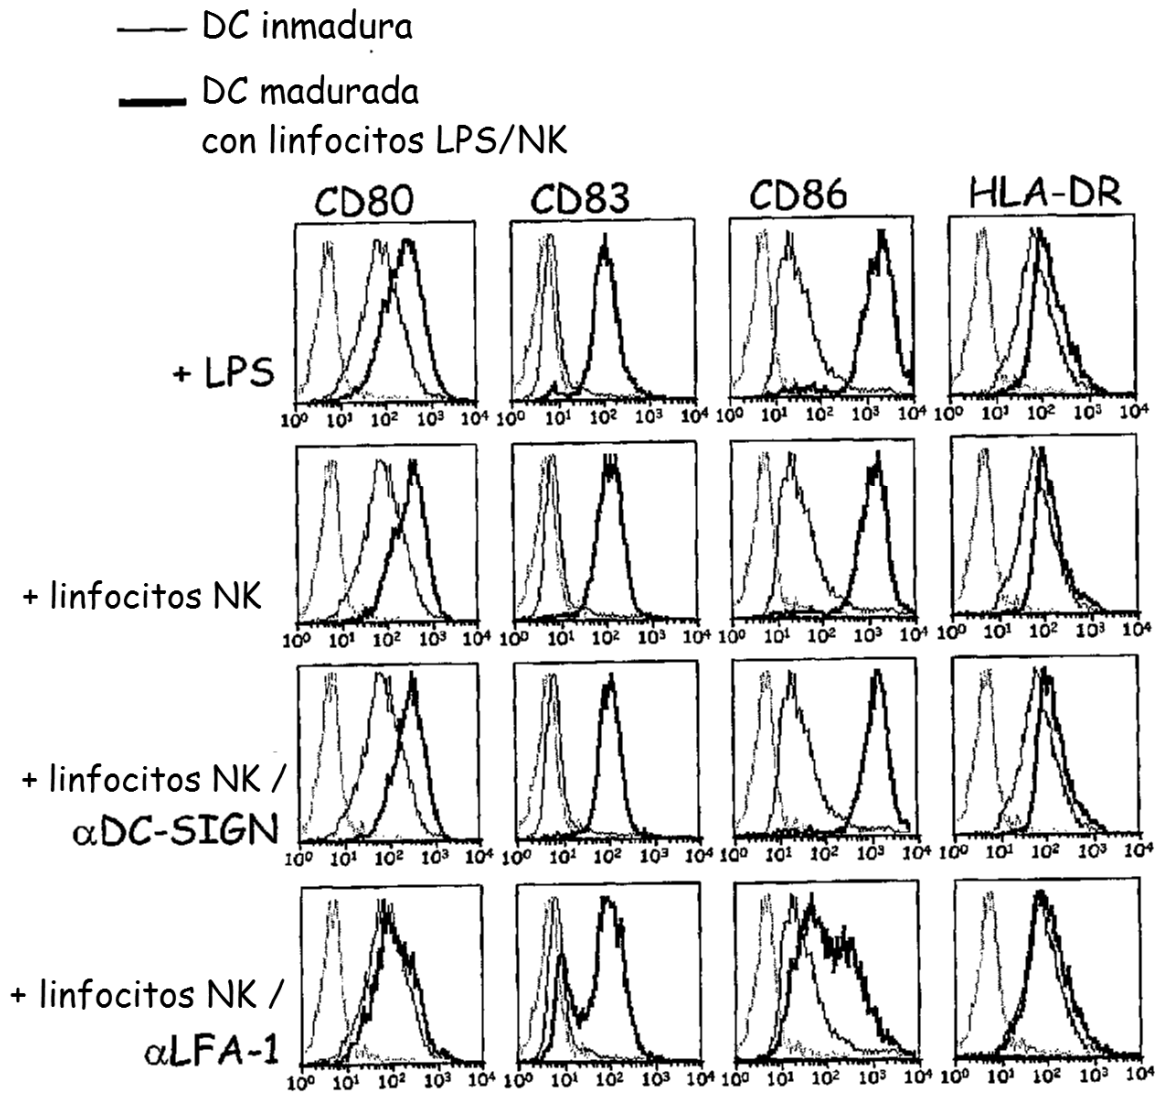 DC inmadura
DC madurada
con linfocitos LPS/NK
CD80 CD83 CD86 HLA-DR
+ LPS
10⁰ 10¹ 10² 10³ 10⁴ 10⁰ 10¹ 10² 10³ 10⁴ 10⁰ 10¹ 10² 10³ 10⁴ 10⁰ 10¹ 10² 10³ 10⁴
+ linfocitos NK
10⁰ 10¹ 10² 10³ 10⁴ 10⁰ 10¹ 10² 10³ 10⁴ 10⁰ 10¹ 10² 10³ 10⁴ 10⁰ 10¹ 10² 10³ 10⁴
+ linfocitos NK /
αDC-SIGN
10⁰ 10¹ 10² 10³ 10⁴ 10⁰ 10¹ 10² 10³ 10⁴ 10⁰ 10¹ 10² 10³ 10⁴ 10⁰ 10¹ 10² 10³ 10⁴
+ linfocitos NK /
αLFA-1
10⁰ 10¹ 10² 10³ 10⁴ 10⁰ 10¹ 10² 10³ 10⁴ 10⁰ 10¹ 10² 10³ 10⁴ 10⁰ 10¹ 10² 10³ 10⁴